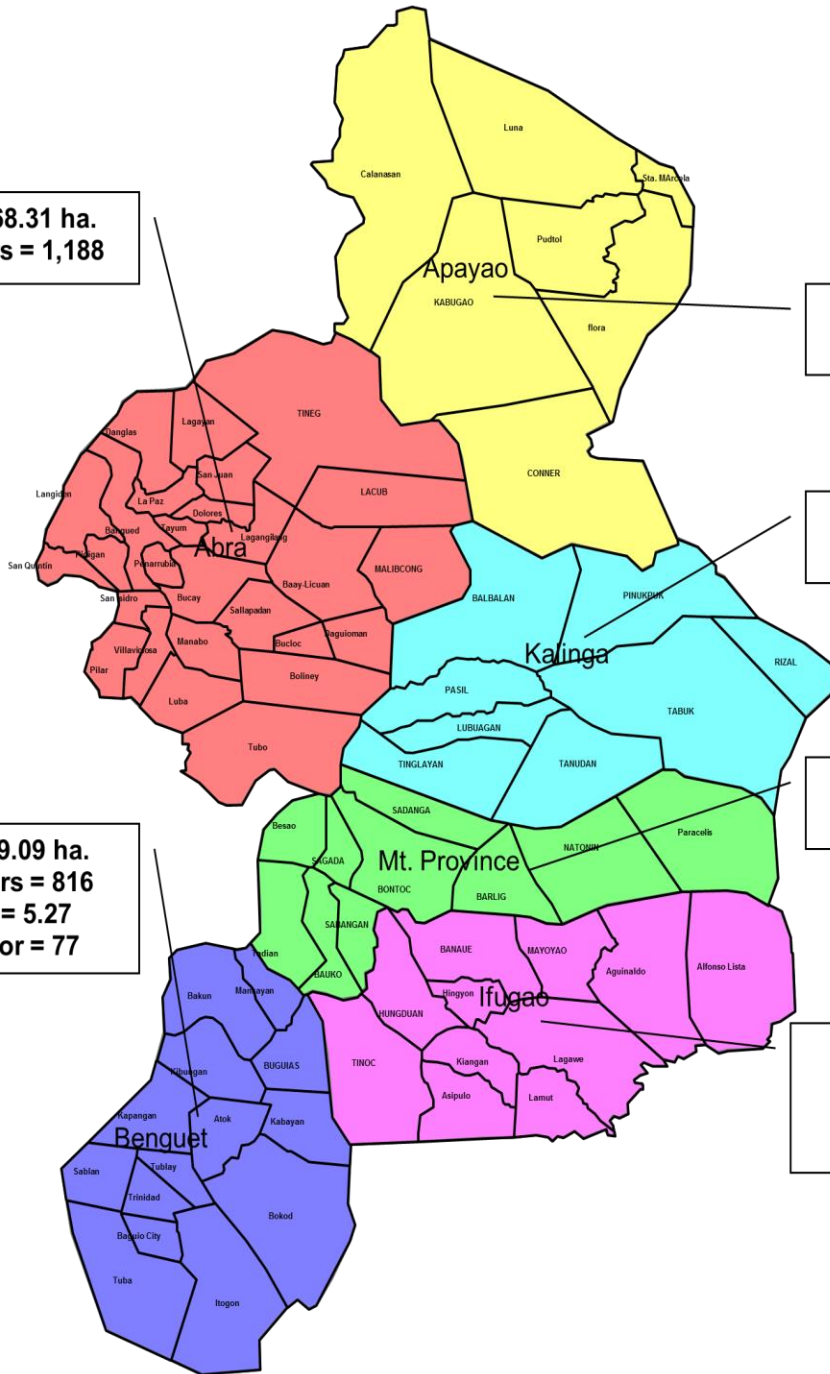 Luna
Calanasan
Sta. MArcela
Pudtol
Apayao
KABUGAO
flora
CONNER
68.31 ha.
s = 1,188
TINEG
Lagayan
Danglas
San Juan
Langiden
La Paz
LACUB
Dolores
Bangued
Tayum
Lagangilang
Abra
Pidigan
Penarrubia
San Quintin
MALIBCONG
Baay-Licuan
San Isidro
Bucay
Sallapadan
Daguioman
Villaviciosa
Manabo
Bucloc
Pilar
Boliney
Luba
Tubo
BALBALAN
PINUKPUK
Kalinga
RIZAL
PASIL
TABUK
LUBUAGAN
TINGLAYAN
TANUDAN
SADANGA
Besao
Paracelis
NATONIN
SAGADA
Mt. Province
BONTOC
BARLIG
SABANGAN
Tadian
BAUKO
9.09 ha.
rs = 816
= 5.27
or = 77
BANAUE
MAYOYAO
Aguinaldo
Alfonso Lista
Hingyon
Ifugao
HUNGDUAN
TINOC
Kiangan
Lagawe
Asipulo
Lamut
Bakun
Mankayan
BUGUIAS
Kibungan
Kapangan
Atok
Kabayan
Benguet
Sablan
Tublay
Trinidad
Bokod
Baguio City
Tuba
Itogon